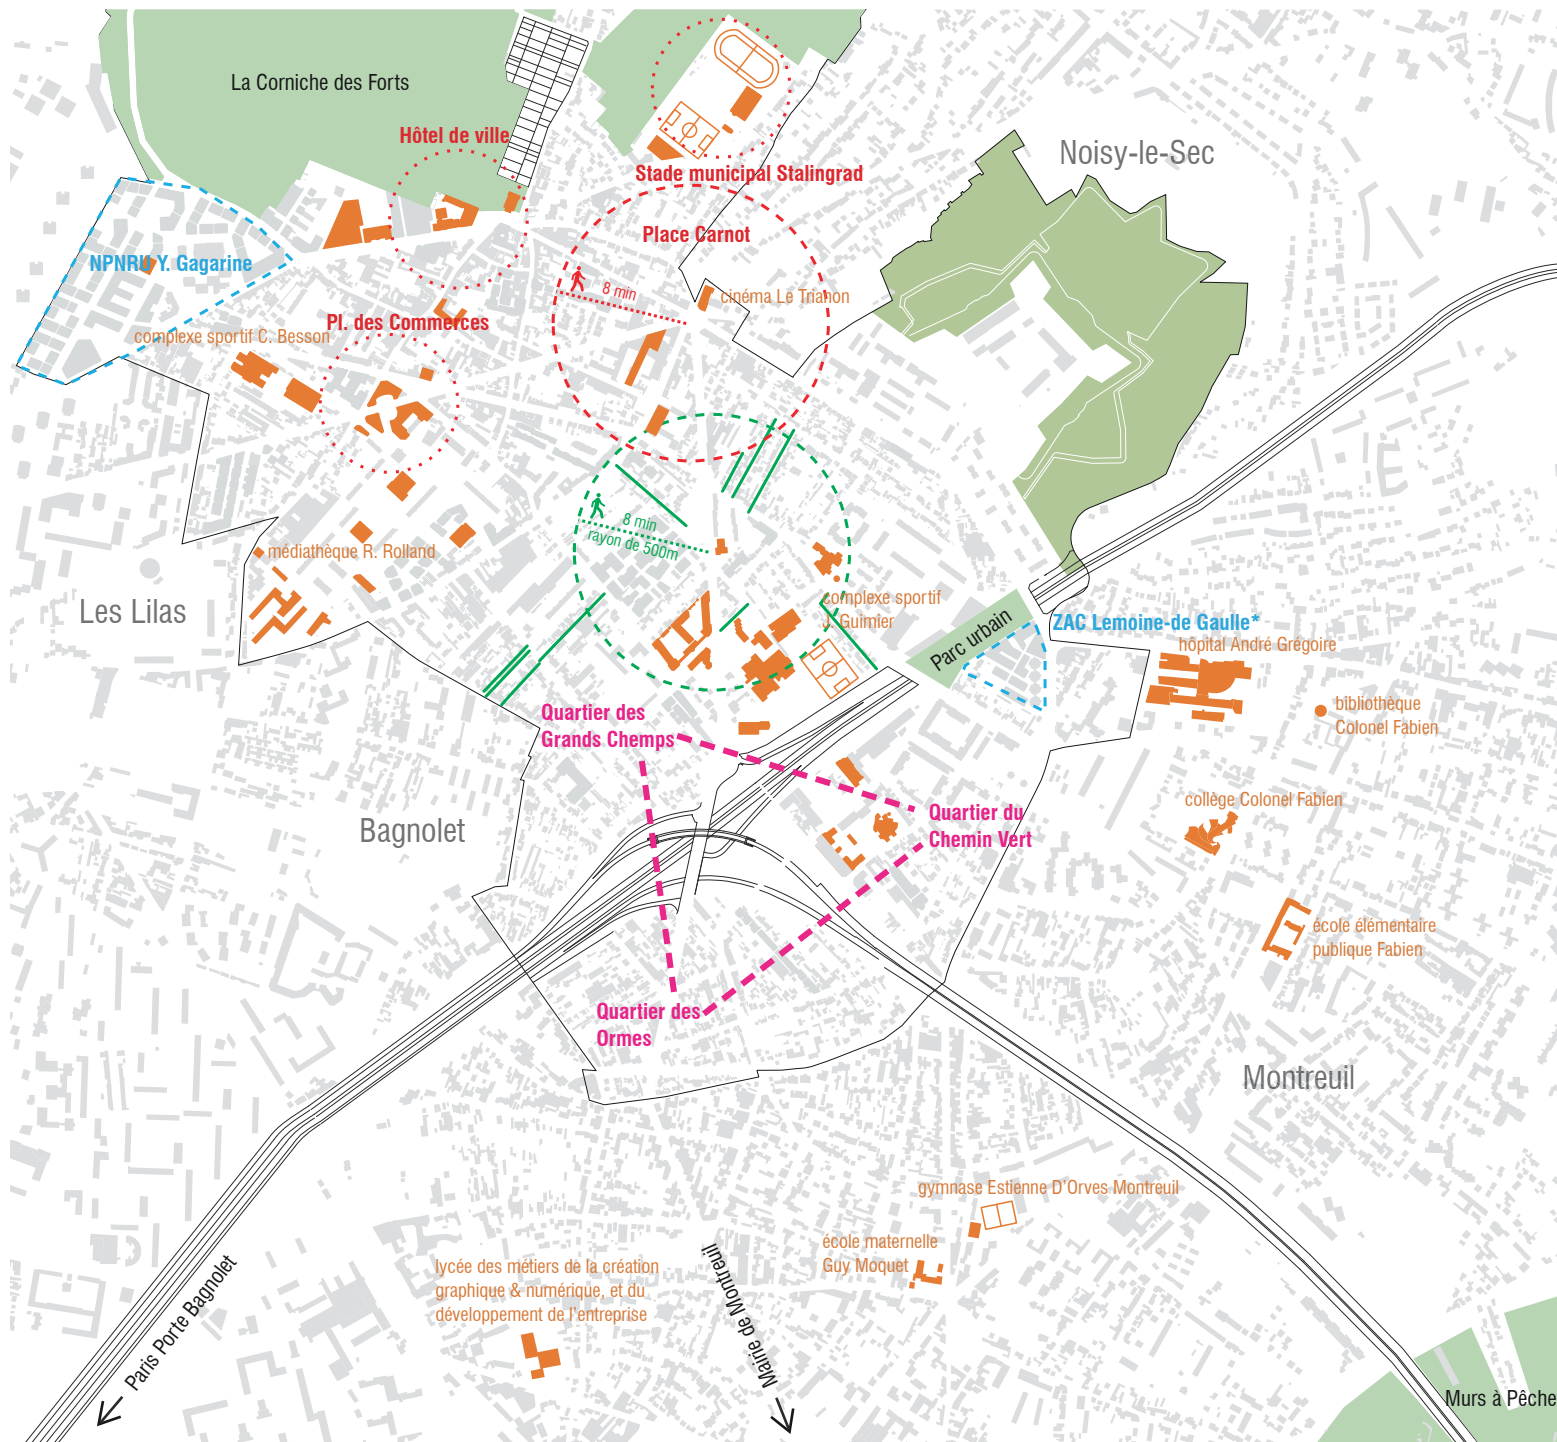 La Corniche des Forts
Hôtel de ville
Noisy-le-Sec
Stade municipal Stalingrad
Place Carnot
NPNRU Y. Gagarine
8 min
cinéma Le Trianon
Pl. des Commerces
complexe sportif C. Besson
8 min
rayon de 500m
médiathèque R. Rolland
Les Lilas
complexe sportif
J. Guimier
Parc urbain
ZAC Lemoine-de Gaulle*
hôpital André Grégoire
bibliothèque
Colonel Fabien
Quartier des
Grands Chemps
Bagnolet
Quartier du
Chemin Vert
collège Colonel Fabien
école élémentaire
publique Fabien
Quartier des
Ormes
Montreuil
gymnase Estienne D'Orves Montreuil
école maternelle
Guy Moquet
lycée des métiers de la création
graphique & numérique, et du
développement de l'entreprise
Paris Porte Bagnolet
Mairie de Montreuil
Murs à Pêche